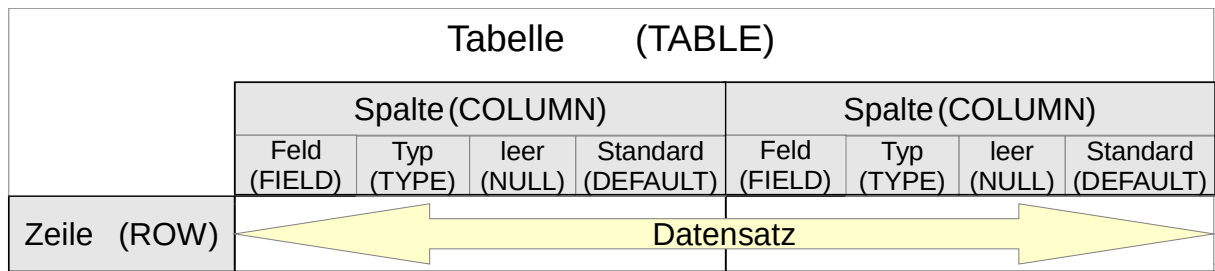 Tabelle (TABLE)
Spalte (COLUMN) Spalte (COLUMN)
Feld Typ leer Standard Feld Typ leer Standard
(FIELD) (TYPE) (NULL) (DEFAULT) (FIELD) (TYPE) (NULL) (DEFAULT)
Zeile (ROW) Datensatz